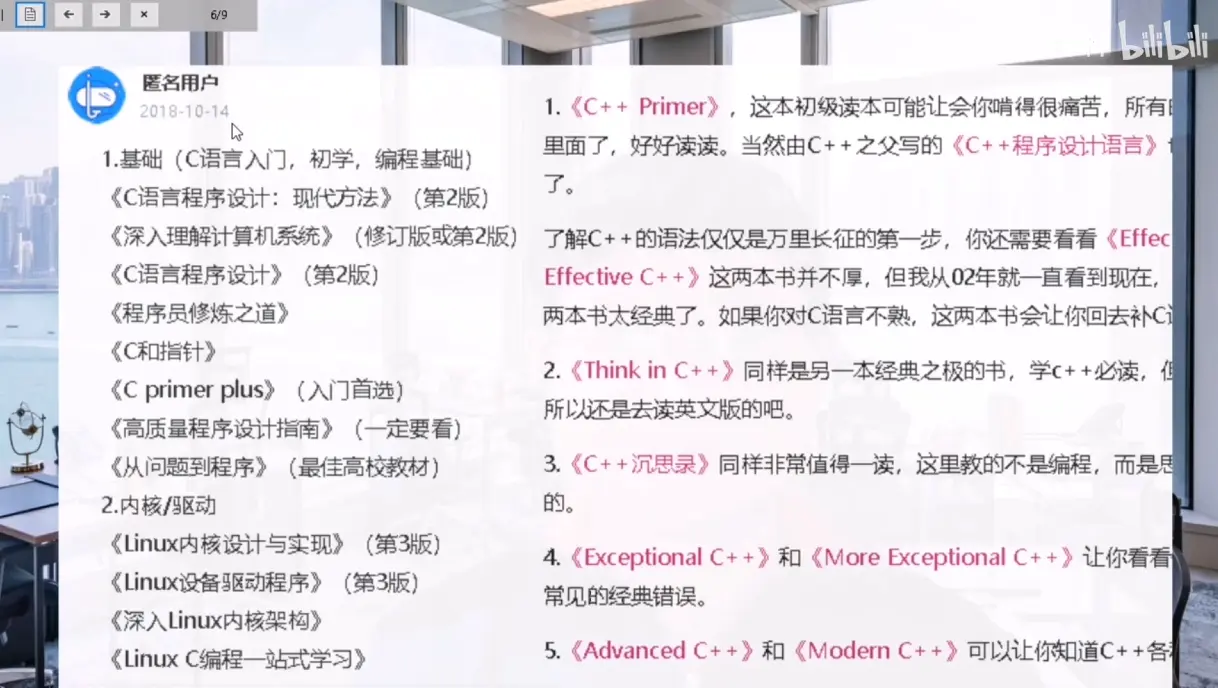 6/9
bilibili
匿名用户
2018-10-14
1.基础（C语言入门，初学，编程基础）
《C语言程序设计：现代方法》（第2版）
《深入理解计算机系统》（修订版或第2版）
《C语言程序设计》（第2版）
《程序员修炼之道》
《C和指针》
《C primer plus》（入门首选）
《高质量程序设计指南》（一定要看）
《从问题到程序》（最佳高校教材）
2.内核/驱动
《Linux内核设计与实现》（第3版）
《Linux设备驱动程序》（第3版）
《深入Linux内核架构》
《Linux C编程一站式学习》
1.《C++ Primer》，这本初级读本可能让会你啃得很痛苦，所有
里面了，好好读读。当然由C++之父写的《C++程序设计语言》
了。
了解C++的语法仅仅是万里长征的第一步，你还需要看看《Effec
Effective C++》这两本书并不厚，但我从02年就一直看到现在，
两本书太经典了。如果你对C语言不熟，这两本书会让你回去补C
2.《Think in C++》同样是另一本经典之极的书，学c++必读，
所以还是去读英文版的吧。
3.《C++沉思录》同样非常值得一读，这里教的不是编程，而是思
的。
4.《Exceptional C++》和《More Exceptional C++》让你看看
常见的经典错误。
5.《Advanced C++》和《Modern C++》可以让你知道C++各